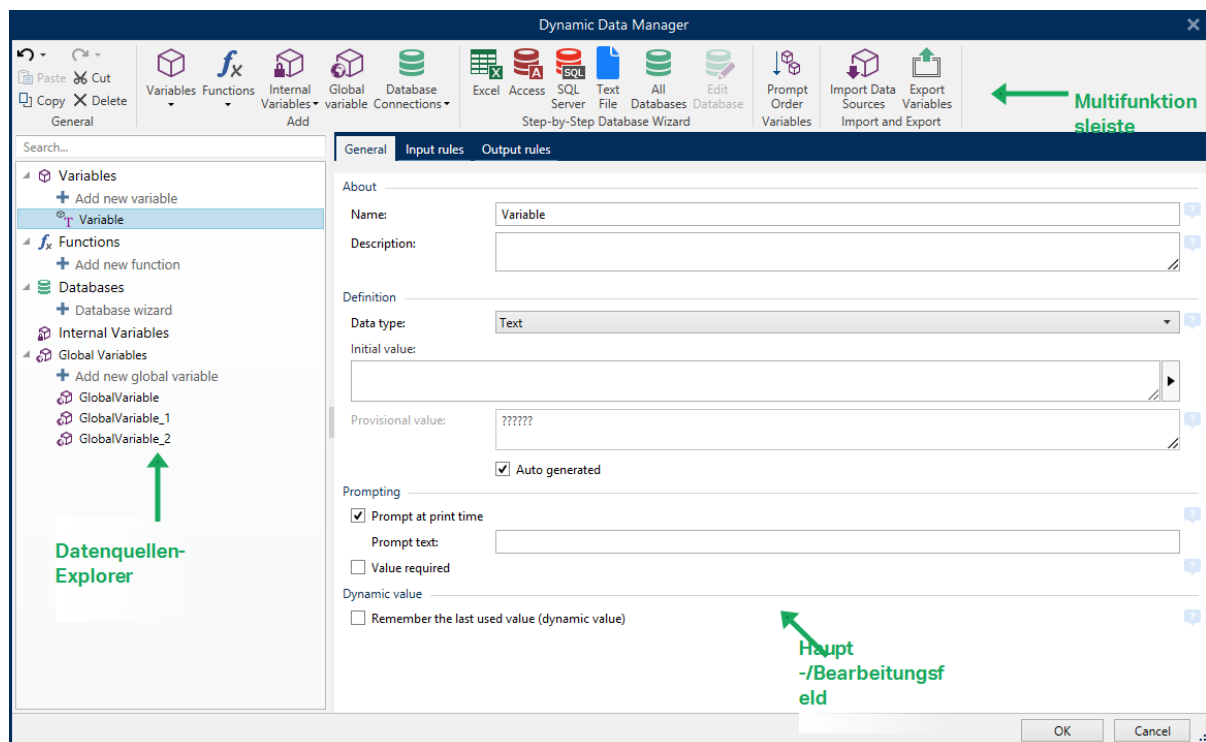 Dynamic Data Manager
Paste Cut
Copy Delete
General
Variables Functions Internal Variables Global variable Database Connections
Add
Excel Access SQL Server Text File All Databases Edit Database
Step-by-Step Database Wizard
Prompt Order
Variables
Import Data Sources Export Variables
Import and Export
Multifunktion
sleiste
Search...
Variables
Add new variable
Variable
Functions
Add new function
Databases
Database wizard
Internal Variables
Global Variables
Add new global variable
GlobalVariable
GlobalVariable_1
GlobalVariable_2
Datenquellen-
Explorer
General Input rules Output rules
About
Name: Variable
Description:
Definition
Data type: Text
Initial value:
Provisional value: ??????
Auto generated
Prompting
Prompt at print time
Prompt text:
Value required
Dynamic value
Remember the last used value (dynamic value)
Haupt
-/Bearbeitungsf
eld
OK Cancel